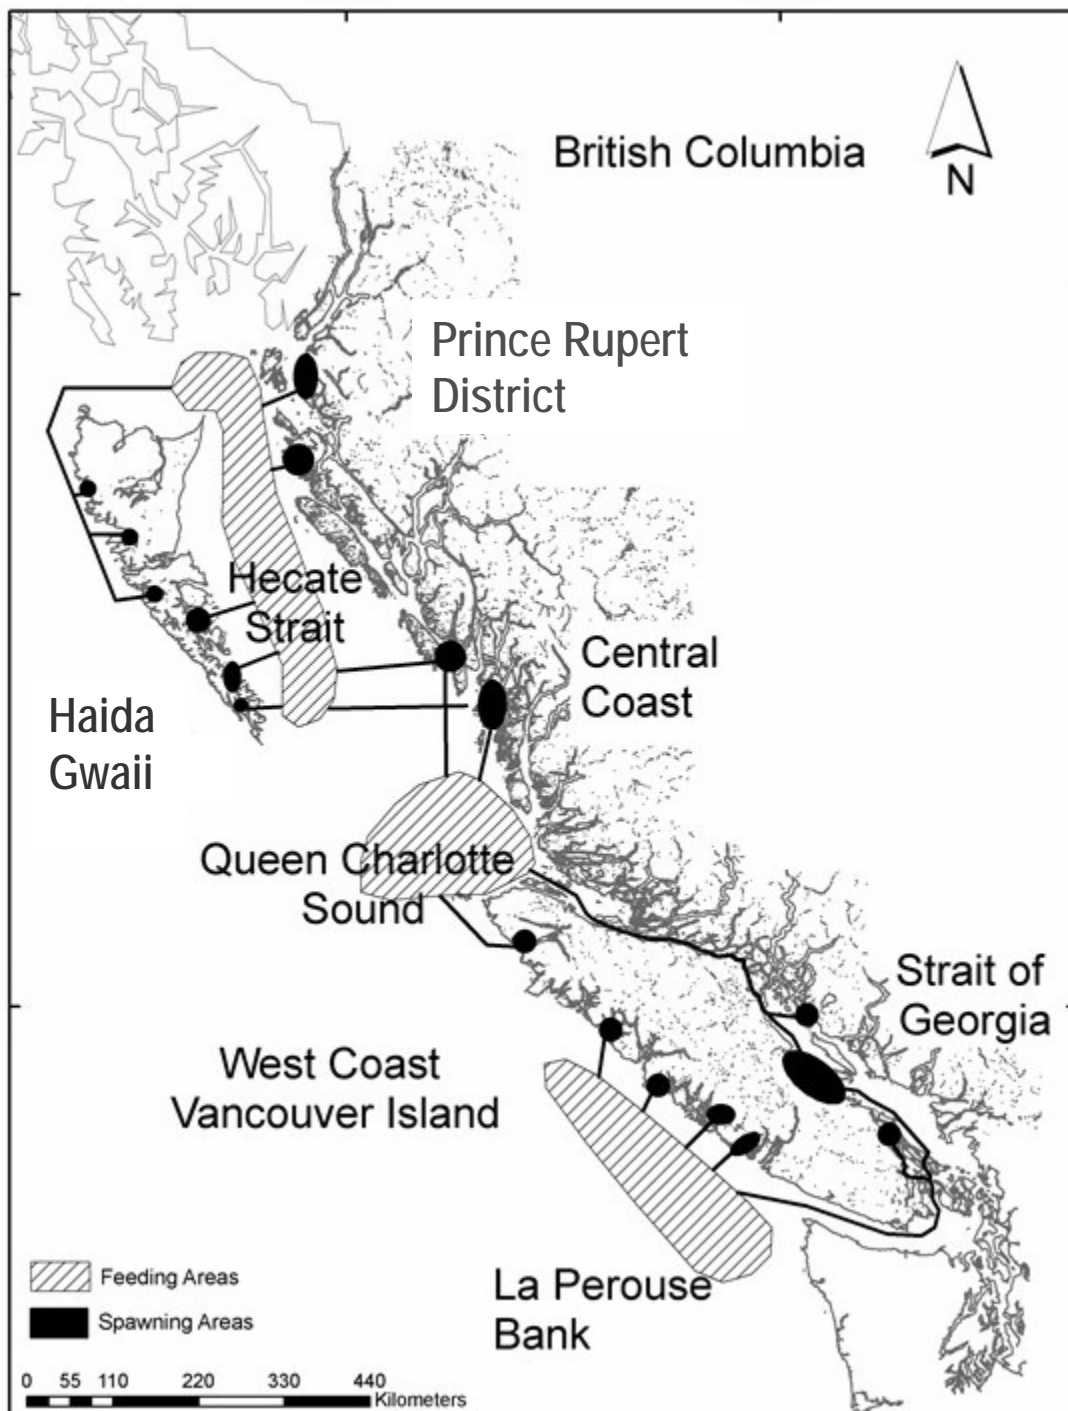 British Columbia
N
Prince Rupert
District
Hecate
Strait
Central
Coast
Haida
Gwaii
Queen Charlotte
Sound
Strait of
Georgia
West Coast
Vancouver Island
La Perouse
Bank
Feeding Areas
Spawning Areas
0 55 110 220 330 440
Kilometers